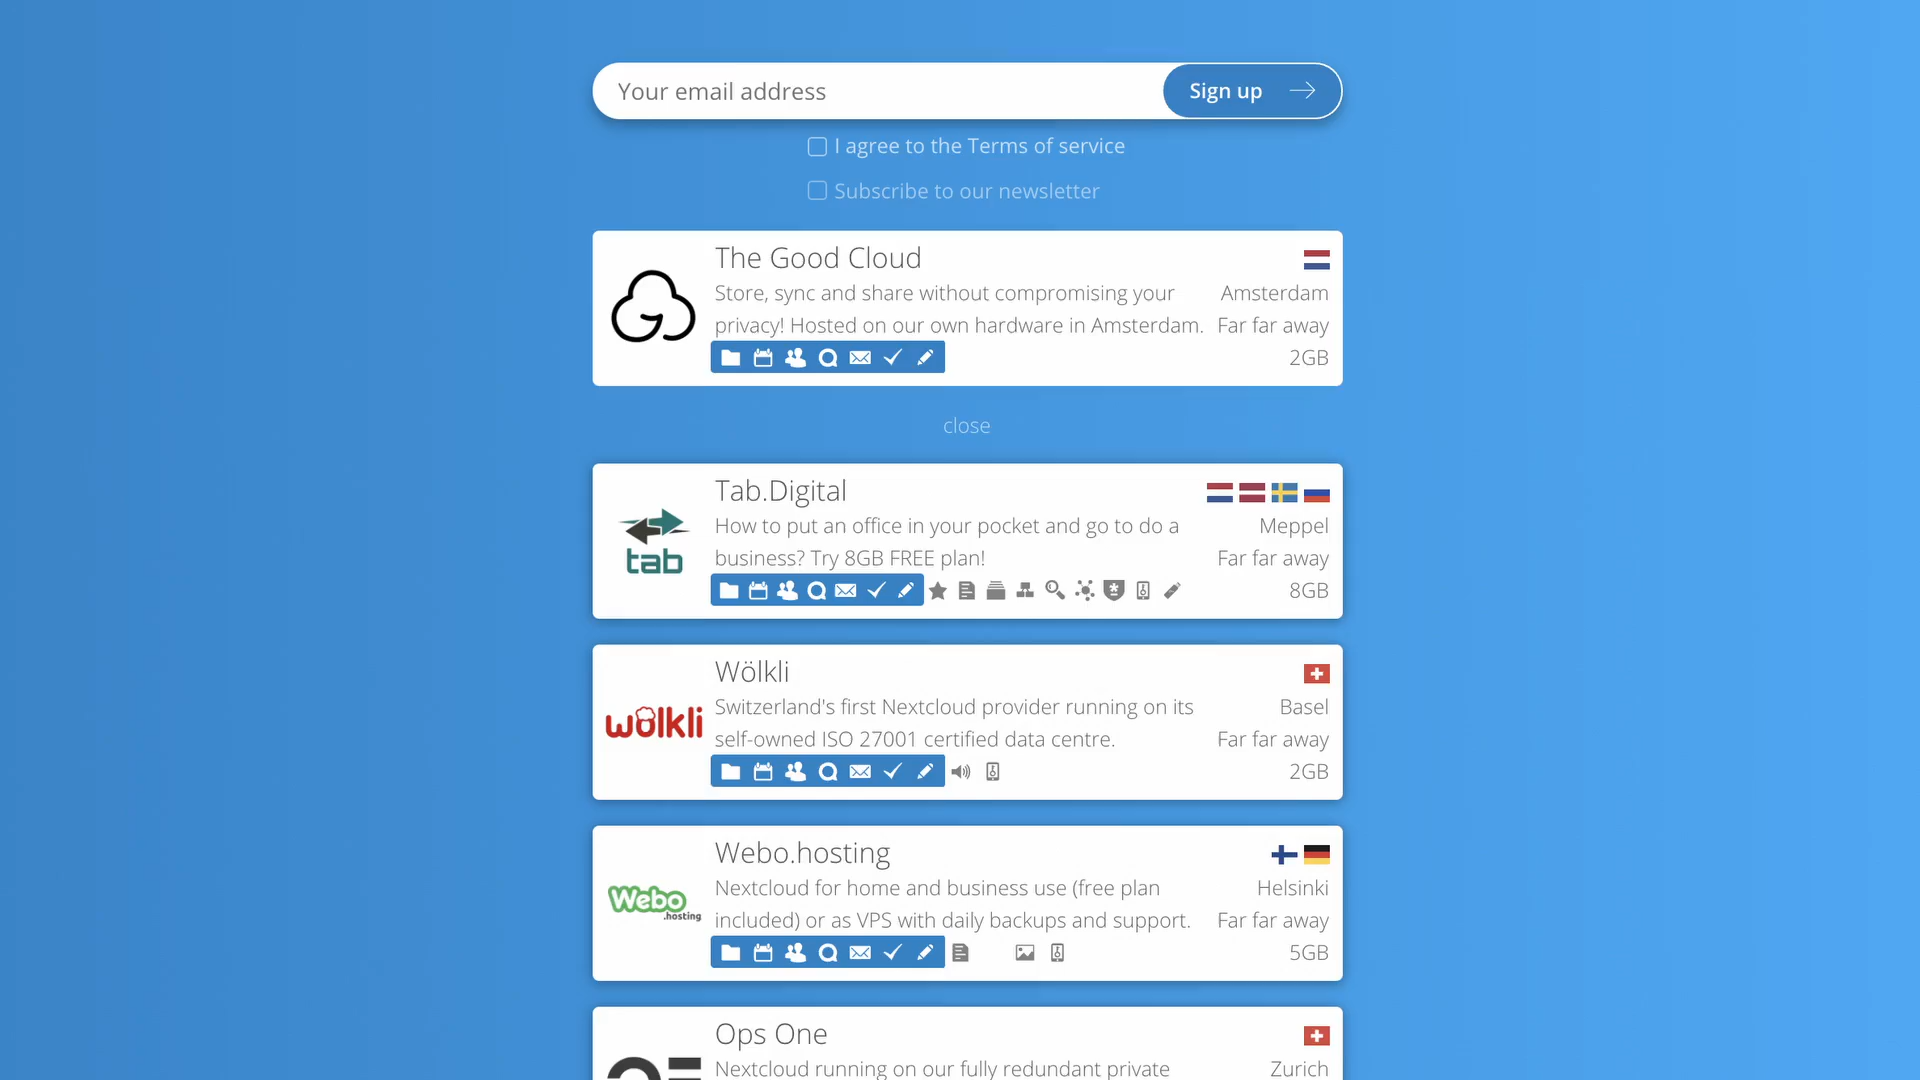 Your email address
Sign up
I agree to the Terms of service
Subscribe to our newsletter
The Good Cloud
Store, sync and share without compromising your
Amsterdam
privacy! Hosted on our own hardware in Amsterdam.
Far far away
2GB
close
Tab.Digital
How to put an office in your pocket and go to do a
Meppel
business? Try 8GB FREE plan!
Far far away
tab
8GB
Wölkli
Switzerland's first Nextcloud provider running on its
Basel
wölkli
self-owned ISO 27001 certified data centre.
Far far away
2GB
Webo.hosting
Nextcloud for home and business use (free plan
Helsinki
Webo
.hosting
included) or as VPS with daily backups and support.
Far far away
5GB
Ops One
Nextcloud running on our fully redundant private
Zurich